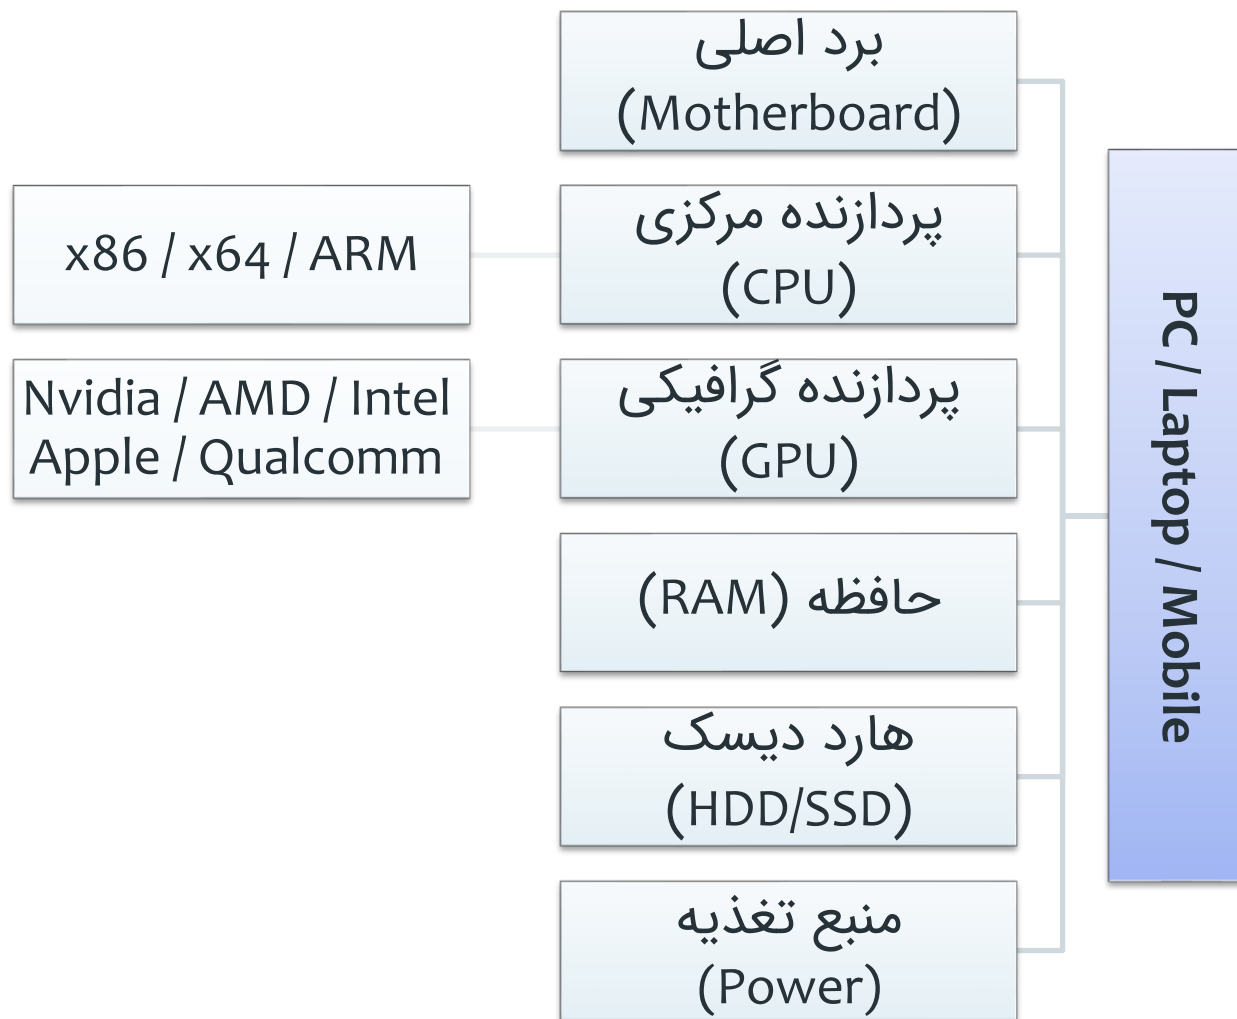 PC / Laptop / Mobile
برد اصلی
(Motherboard)
پردازنده مرکزی
(CPU)
x86 / x64 / ARM
پردازنده گرافیکی
(GPU)
Nvidia / AMD / Intel
Apple / Qualcomm
حافظه (RAM)
هارد دیسک
(HDD/SSD)
منبع تغذیه
(Power)